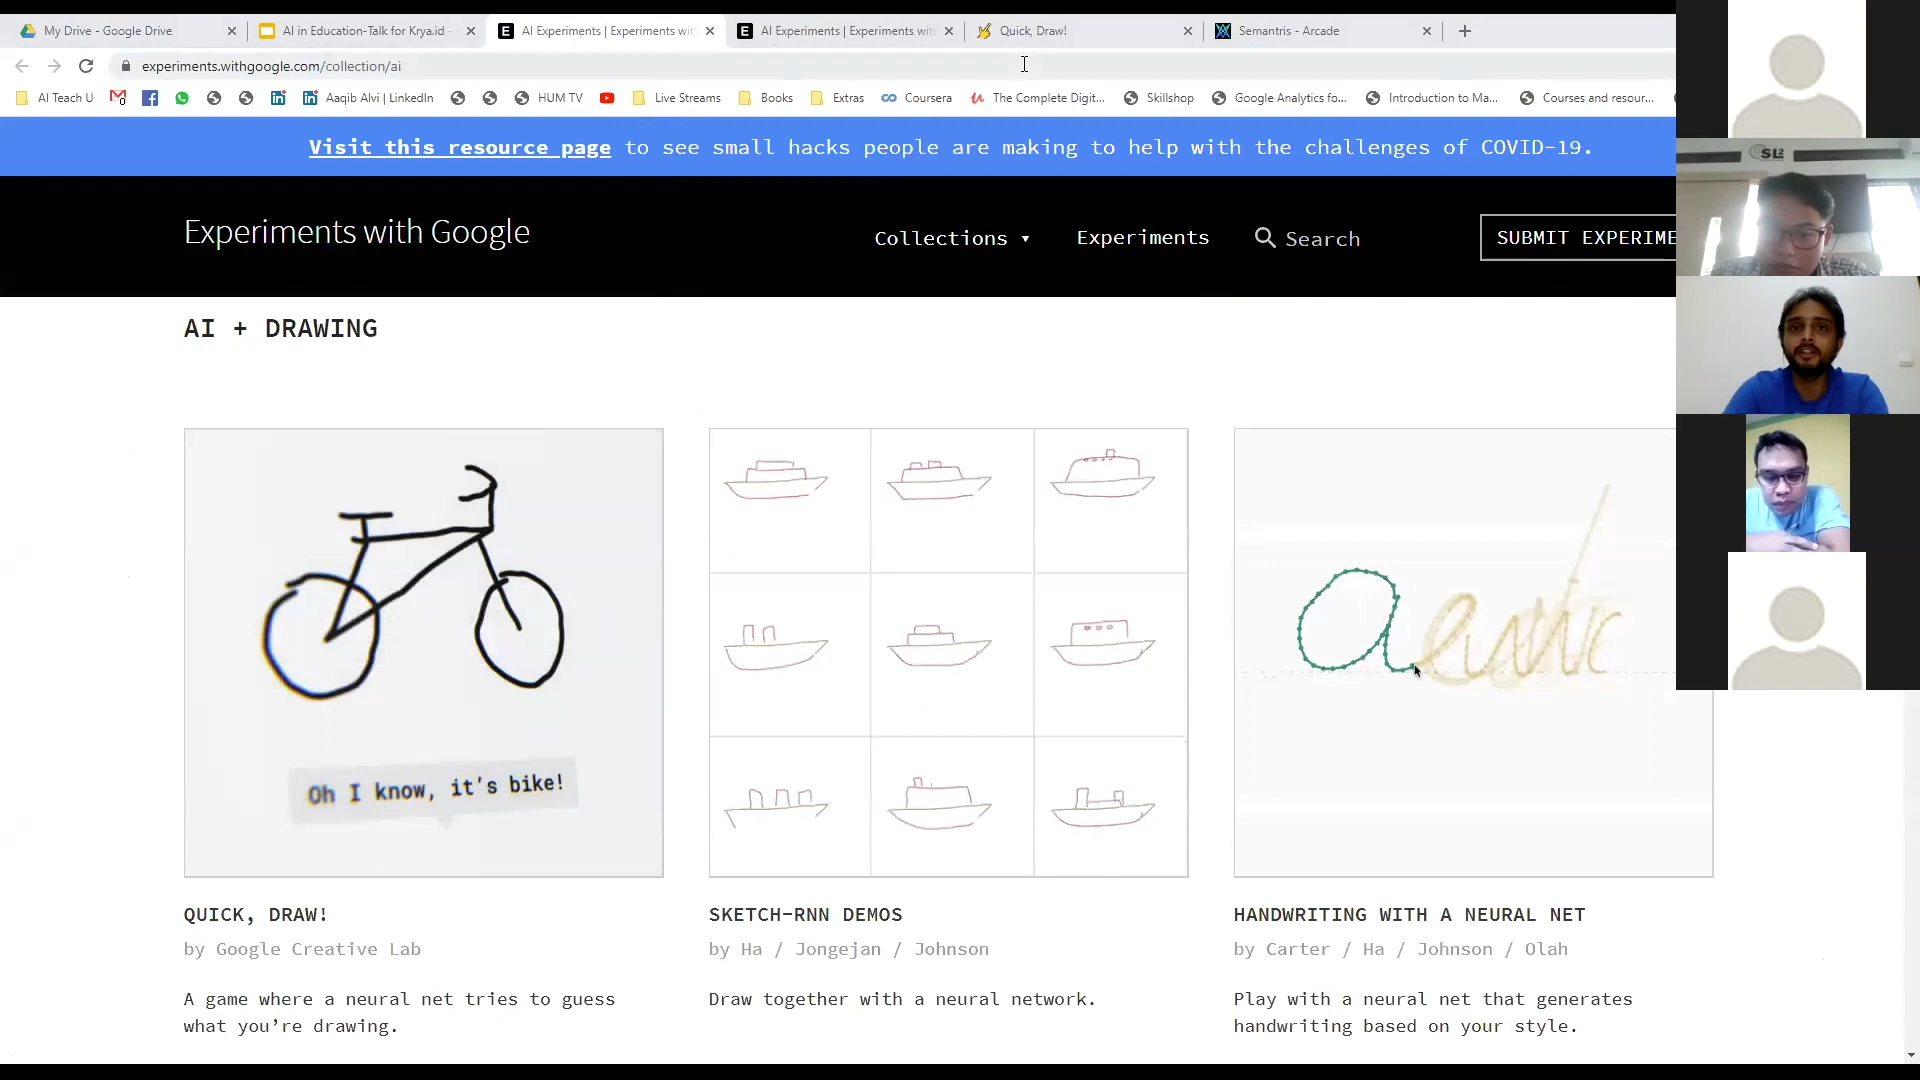 My Drive - Google Drive
AI in Education-Talk for Krya.id -
AI Experiments | Experiments wit
AI Experiments | Experiments with
Quick, Draw!
Semantris - Arcade
experiments.withgoogle.com/collection/ai
AI Teach U
Aaqib Alvi | LinkedIn
HUM TV
Live Streams
Books
Extras
Coursera
The Complete Digit...
Skillshop
Google Analytics fo...
Introduction to Ma...
Courses and resour...
Visit this resource page to see small hacks people are making to help with the challenges of COVID-19.
SL²
Experiments with Google
Collections
Experiments
Search
SUBMIT EXPERIME
AI + DRAWING
Oh I know, it's bike!
QUICK, DRAW!
by Google Creative Lab
A game where a neural net tries to guess
what you're drawing.
SKETCH-RNN DEMOS
by Ha / Jongejan / Johnson
Draw together with a neural network.
HANDWRITING WITH A NEURAL NET
by Carter / Ha / Johnson / Olah
Play with a neural net that generates
handwriting based on your style.